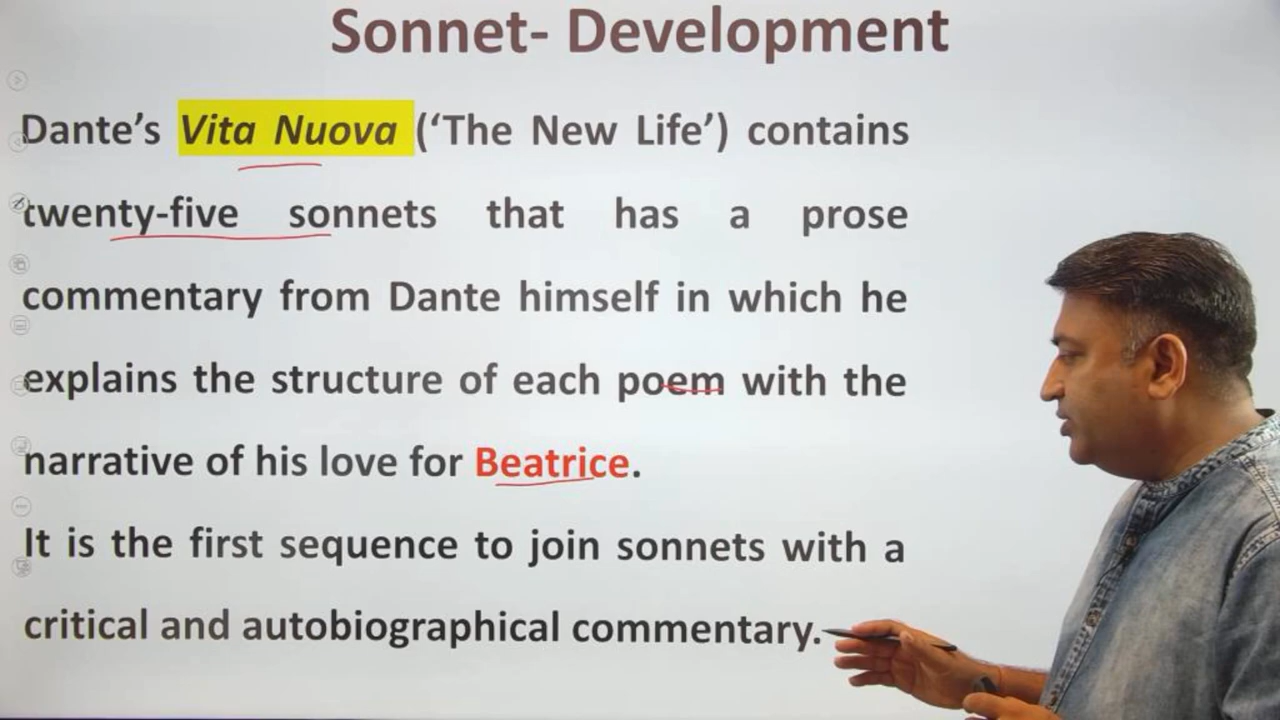 Sonnet- Development
Dante’s Vita Nuova (‘The New Life’) contains
twenty-five sonnets that has a prose
commentary from Dante himself in which he
explains the structure of each poem with the
narrative of his love for Beatrice.
It is the first sequence to join sonnets with a
critical and autobiographical commentary.